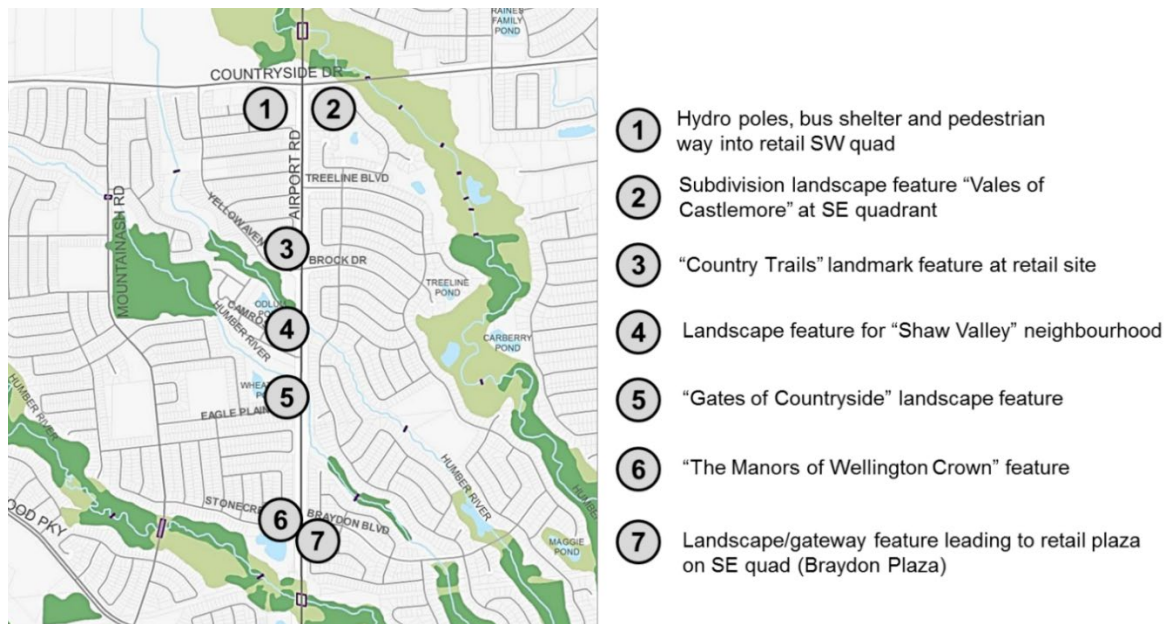 RAINES
FAMILY
POND
COUNTRYSIDE DR
1
2
AIRPORT RD
TREELINE BLVD
MOUNTAINASH RD
3
BROCK DR
TREELINE
POND
4
HUMBER RIVER
CARBERRY
POND
5
EAGLE PLAIN
HUMBER RIVER
HUMBER RIVER
6
BRAYDON BLVD
7
OOD PKY
MAGGIE
POND
1
Hydro poles, bus shelter and pedestrian
way into retail SW quad
2
Subdivision landscape feature “Vales of
Castlemore” at SE quadrant
3
“Country Trails” landmark feature at retail site
4
Landscape feature for “Shaw Valley” neighbourhood
5
“Gates of Countryside” landscape feature
6
“The Manors of Wellington Crown” feature
7
Landscape/gateway feature leading to retail plaza
on SE quad (Braydon Plaza)